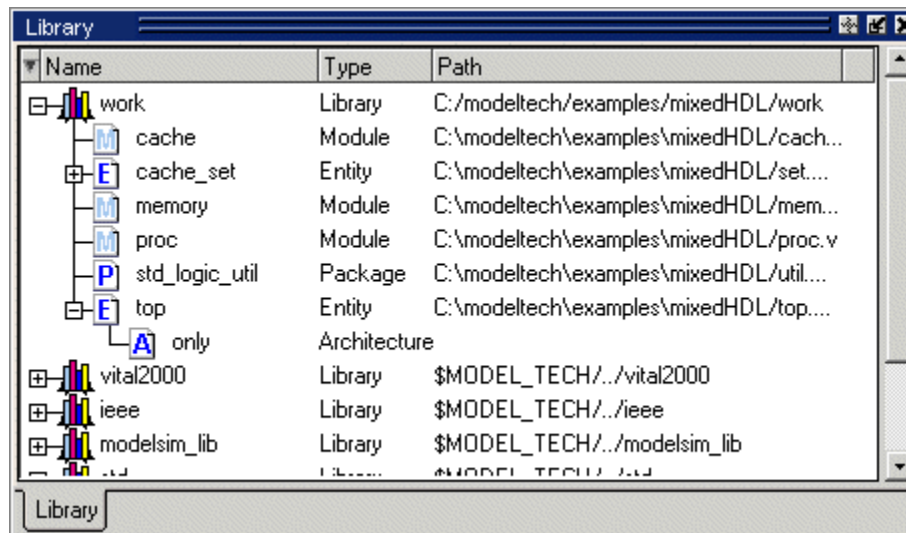 Library
Name Type Path
work Library C:/modeltech/examples/mixedHDL/work
M cache Module C:\modeltech\examples\mixedHDL/cach...
E cache_set Entity C:\modeltech\examples\mixedHDL/set....
M memory Module C:\modeltech\examples\mixedHDL/mem...
M proc Module C:\modeltech\examples\mixedHDL/proc.v
P std_logic_util Package C:\modeltech\examples\mixedHDL/util....
E top Entity C:\modeltech\examples\mixedHDL/top....
A only Architecture
vital2000 Library $MODEL_TECH/../vital2000
ieee Library $MODEL_TECH/../ieee
modelsim_lib Library $MODEL_TECH/../modelsim_lib
Library